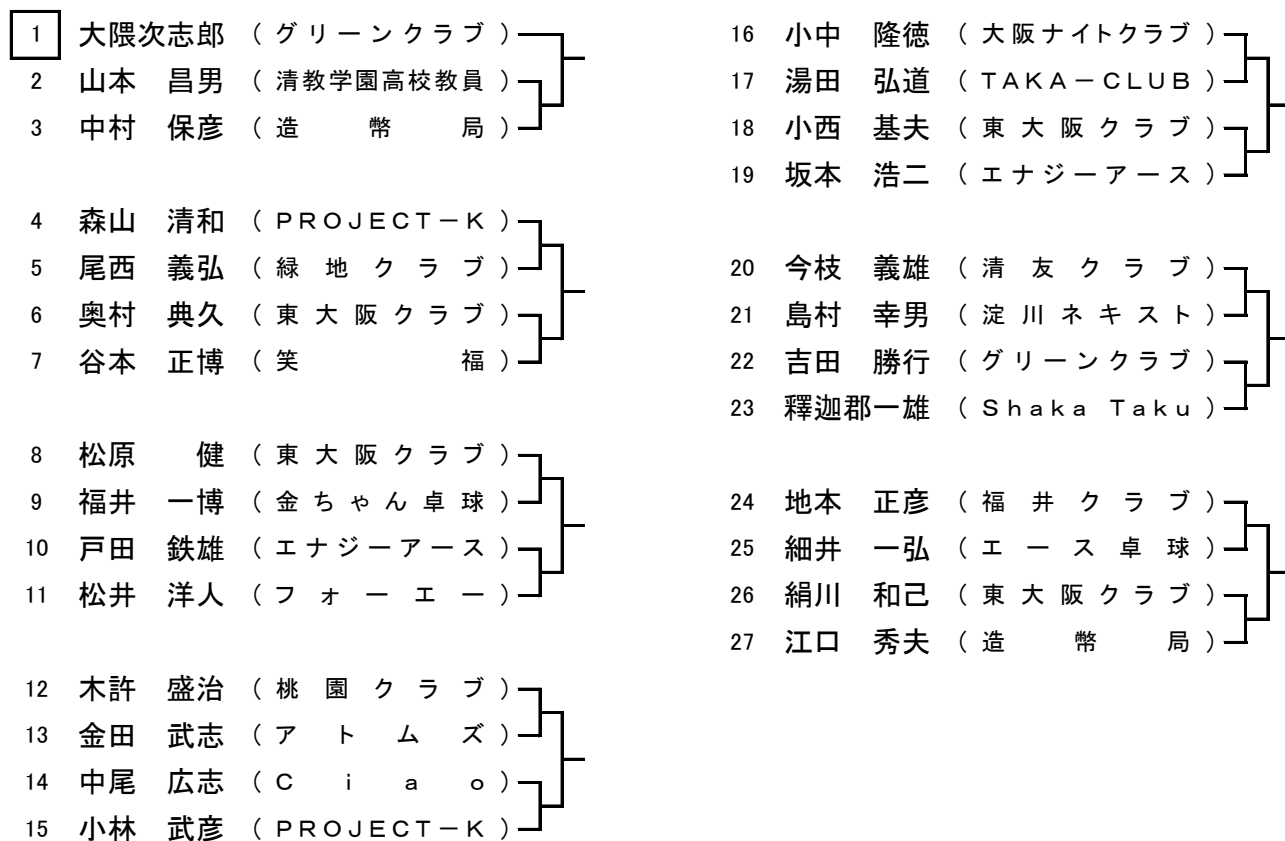 1 大隈次志郎 (グリーンクラブ)
2 山本 昌男 (清教学園高校教員)
3 中村 保彦 (造幣局)
4 森山 清和 (PROJECT-K)
5 尾西 義弘 (緑地クラブ)
6 奥村 典久 (東大阪クラブ)
7 谷本 正博 (笑福)
8 松原 健 (東大阪クラブ)
9 福井 一博 (金ちゃん卓球)
10 戸田 鉄雄 (エナジーアース)
11 松井 洋人 (フォーエー)
12 木許 盛治 (桃園クラブ)
13 金田 武志 (アトムズ)
14 中尾 広志 (Ciao)
15 小林 武彦 (PROJECT-K)
16 小中 隆徳 (大阪ナイトクラブ)
17 湯田 弘道 (TAKA-CLUB)
18 小西 基夫 (東大阪クラブ)
19 坂本 浩二 (エナジーアース)
20 今枝 義雄 (清友クラブ)
21 島村 幸男 (淀川ネキスト)
22 吉田 勝行 (グリーンクラブ)
23 釋迦郡一雄 (Shaka Taku)
24 地本 正彦 (福井クラブ)
25 細井 一弘 (エース卓球)
26 絹川 和己 (東大阪クラブ)
27 江口 秀夫 (造幣局)